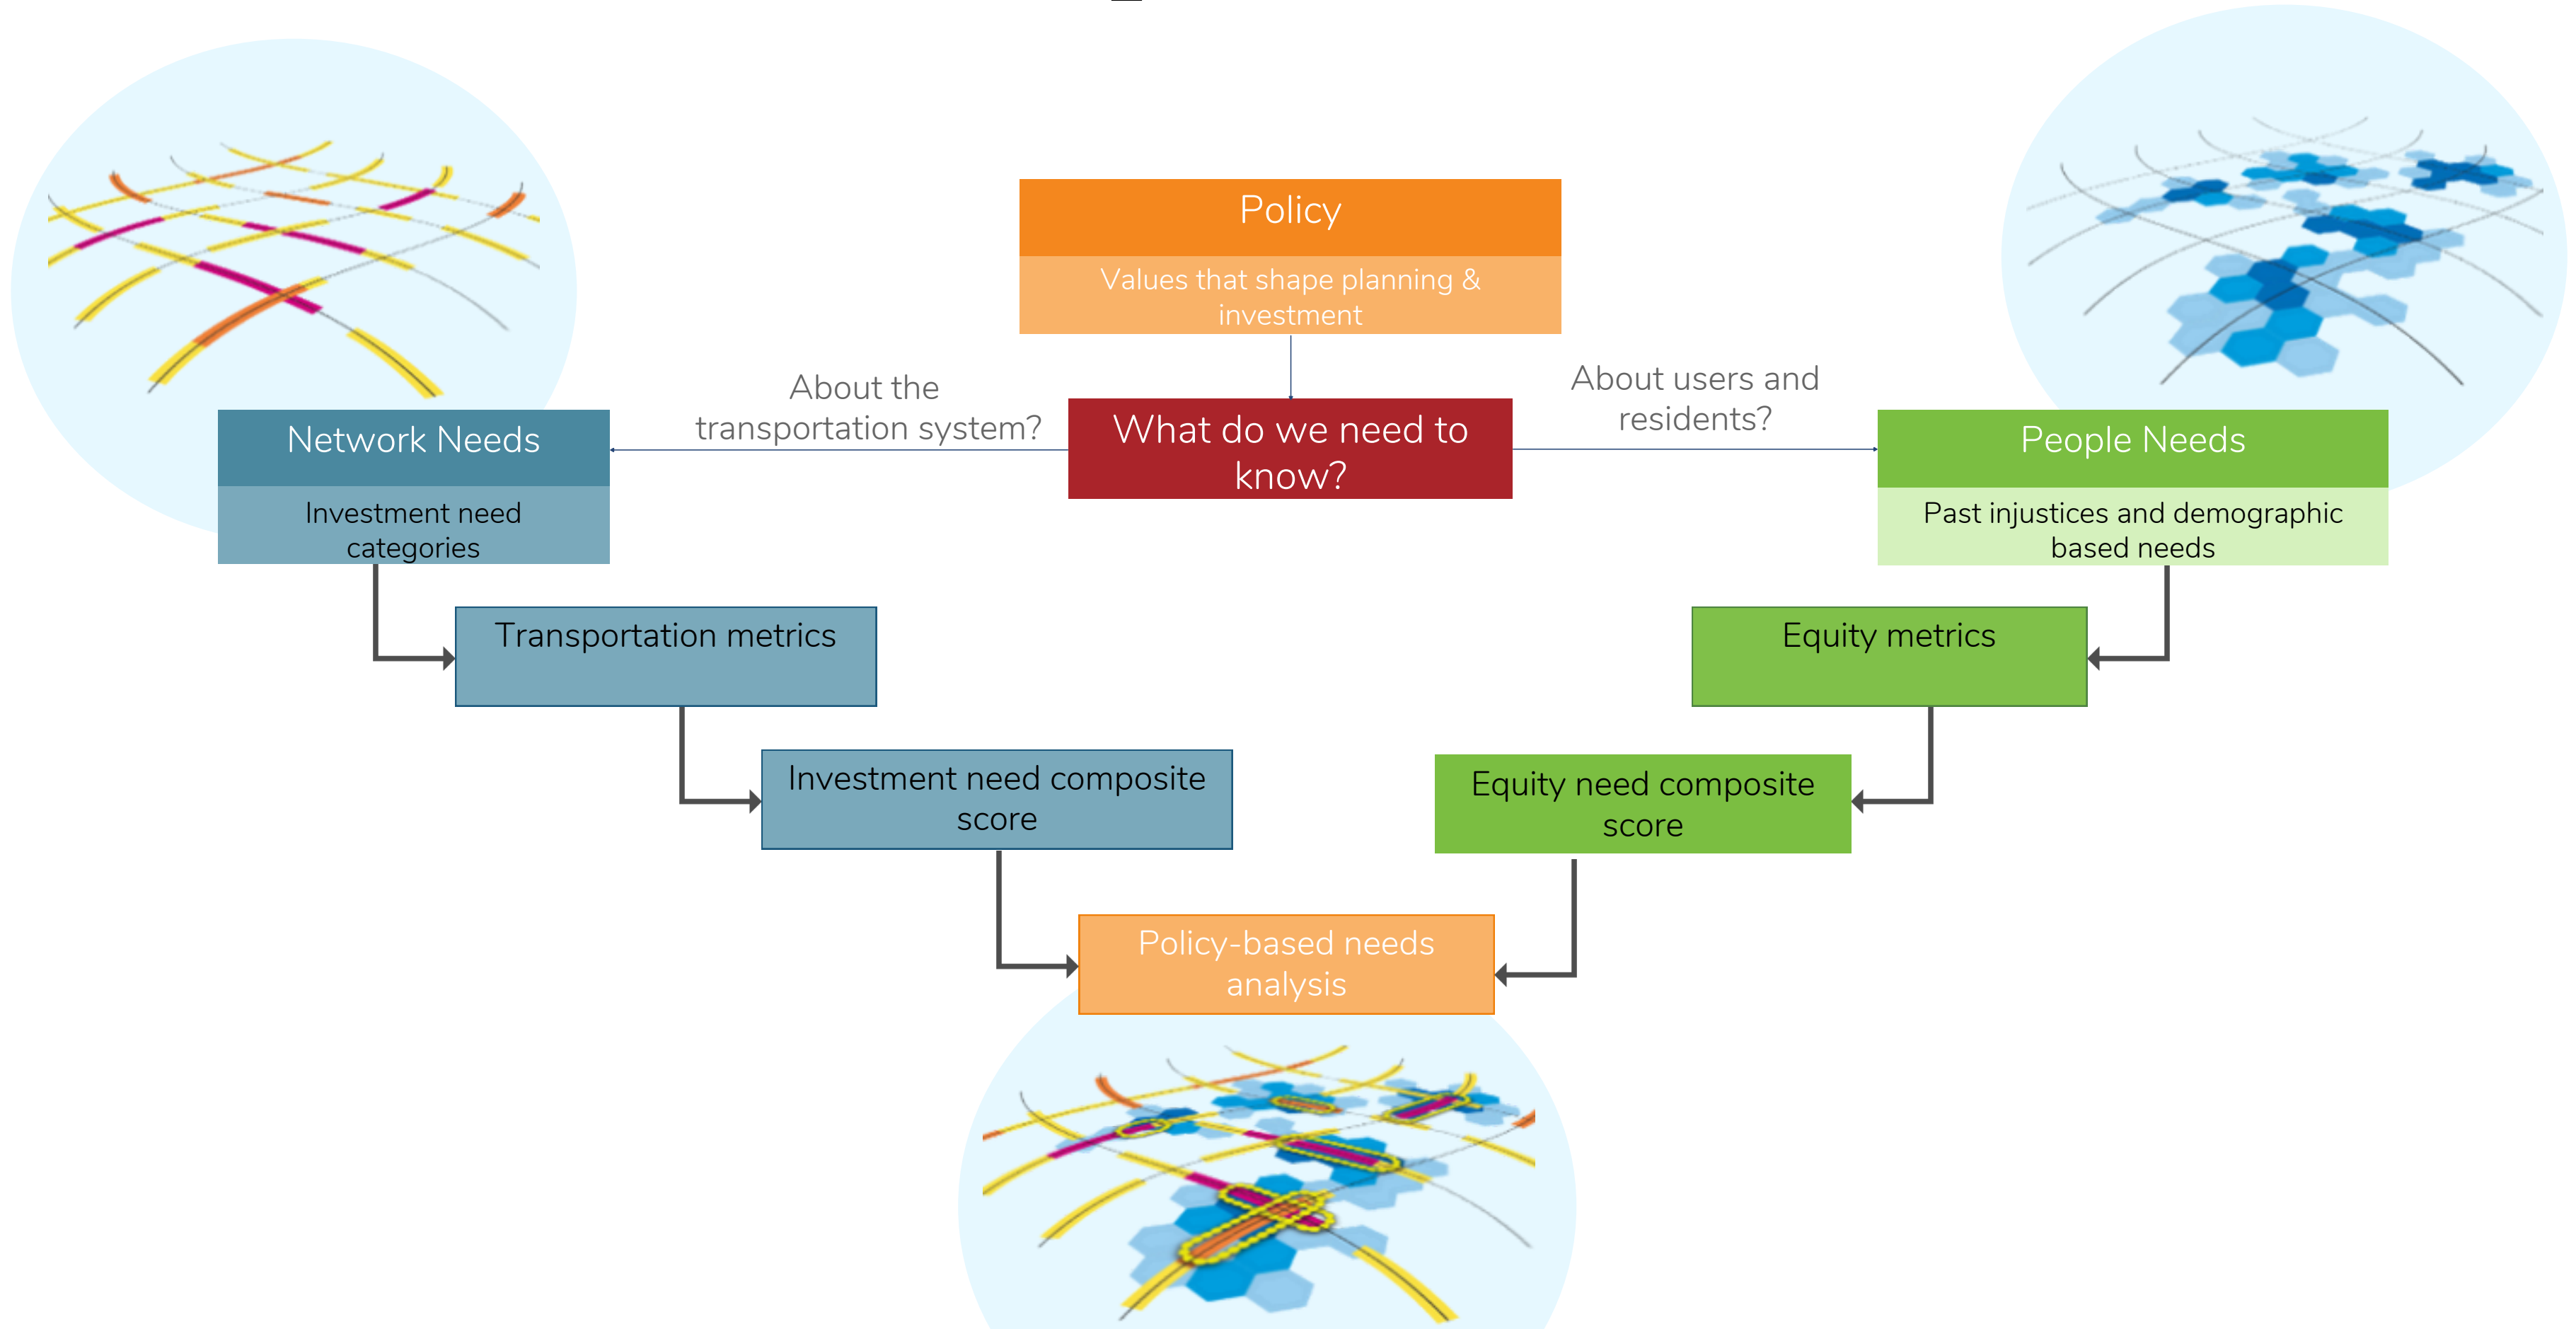 Policy
Values that shape planning &
investment
About the
transportation system?
What do we need to
know?
About users and
residents?
Network Needs
Investment need
categories
People Needs
Past injustices and demographic
based needs
Transportation metrics
Equity metrics
Investment need composite
score
Equity need composite
score
Policy-based needs
analysis